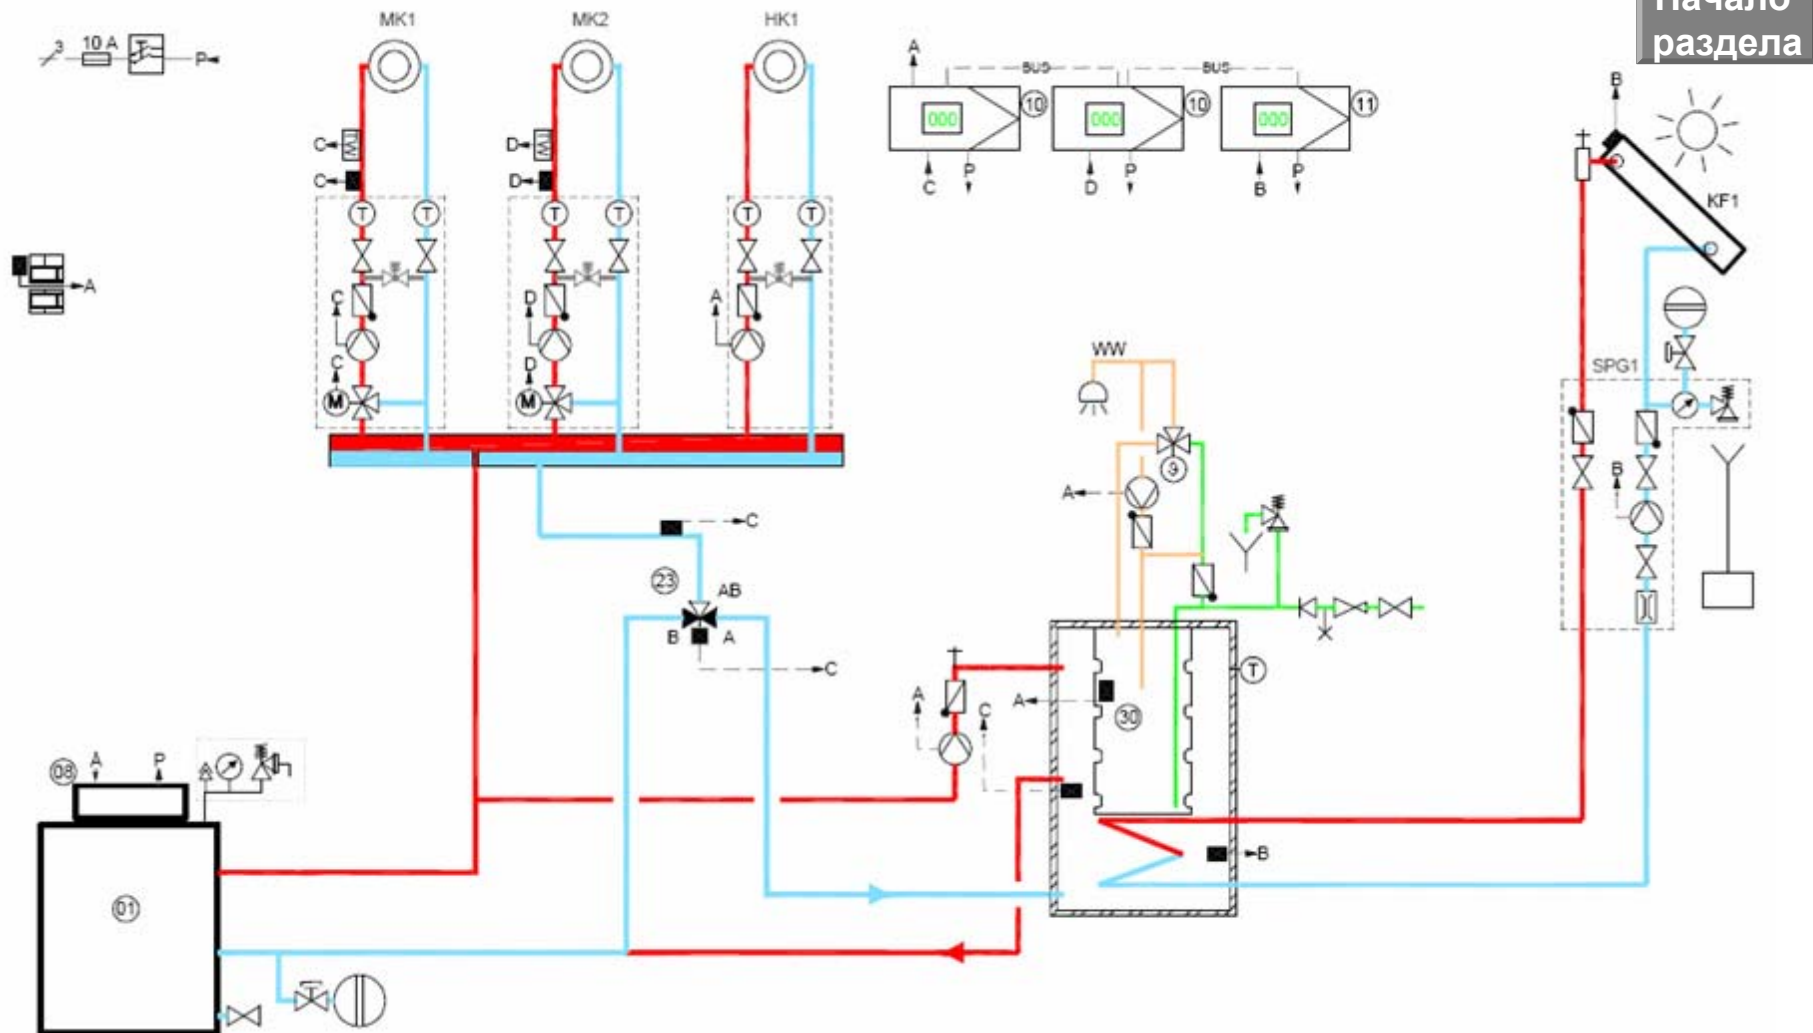 Начало
раздела
MK1 MK2 HK1
3 10 A P
A BUS BUS B
000 10 000 10 000 11
C P D P B P
KF1
C D
C D
T T T T T T
A
C D A
C D
M M
WW
SPG1
9
A B
C
23 AB
B A
C
T
A C A
30
08 A P
B
01